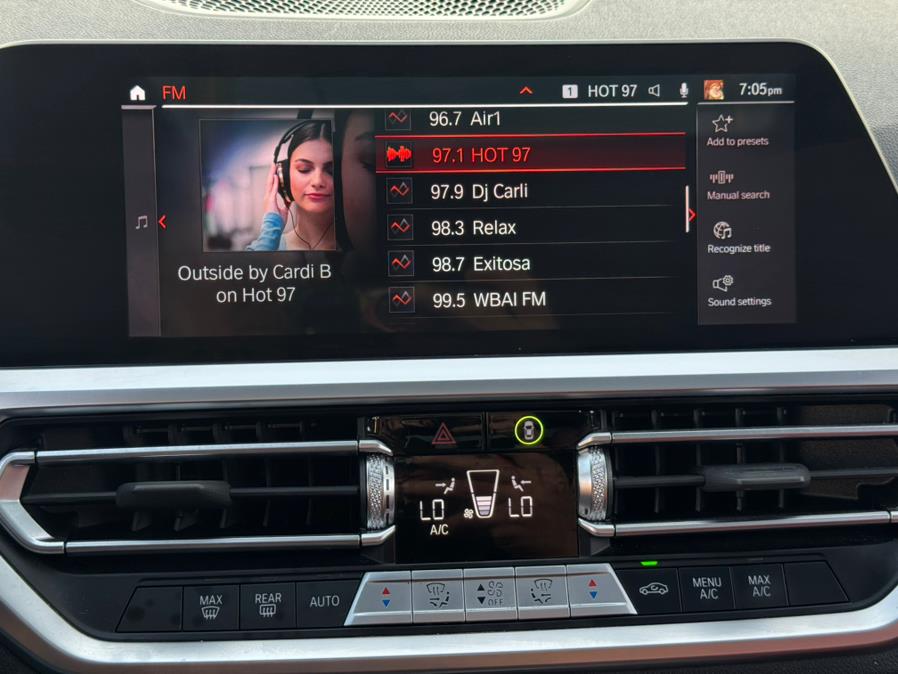 FM
1 HOT 97
7:05pm
96.7 Air1
97.1 HOT 97
97.9 Dj Carli
98.3 Relax
98.7 Exitosa
99.5 WBAI FM
Outside by Cardi B
on Hot 97
Add to presets
Manual search
Recognize title
Sound settings
LO
A/C
LO
MAX
REAR
AUTO
OFF
MENU
A/C
MAX
A/C